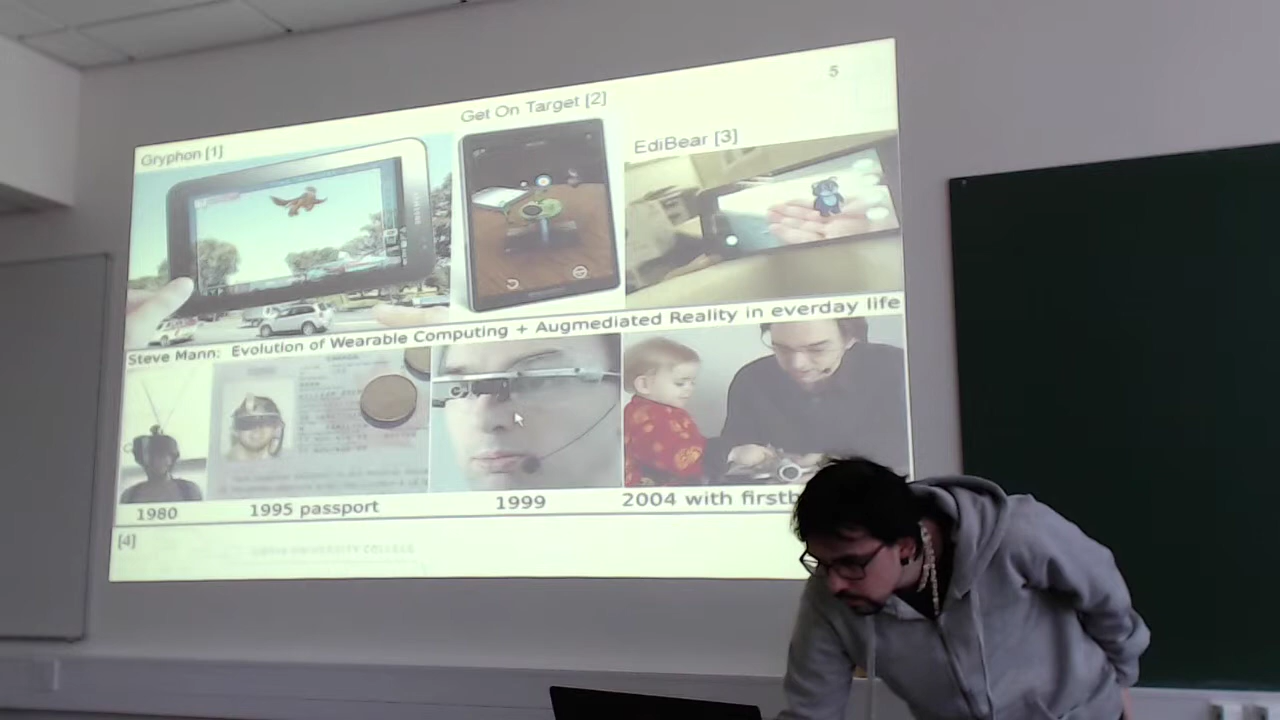 5
Get On Target [2]
Gryphon [1]
EdiBear [3]
Steve Mann: Evolution of Wearable Computing + Augmediated Reality in everday life
1980
1995 passport
1999
2004 with firstb
[4]